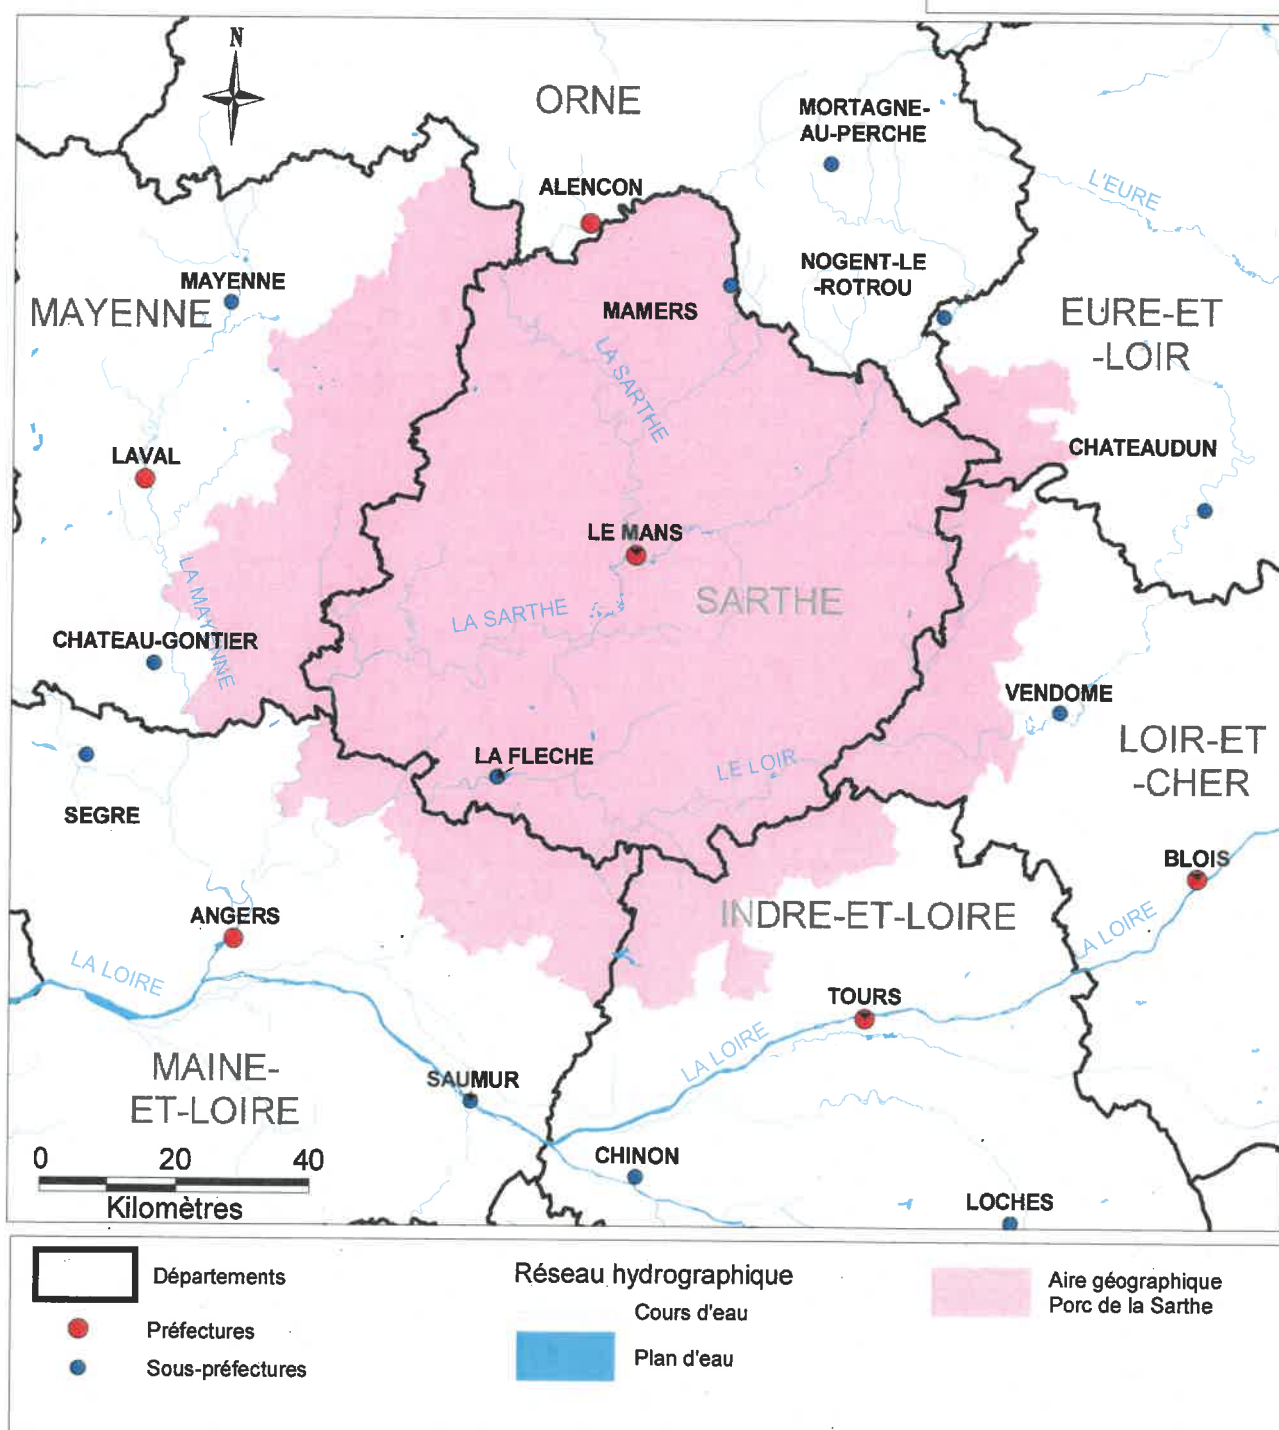 N
ORNE
MORTAGNE-
AU-PERCHE
ALENCON
L'EURE
MAYENNE
NOGENT-LE
-ROTROU
MAYENNE
MAMERS
EURE-ET
-LOIR
LA SARTHE
LAVAL
CHATEAUDUN
LE MANS
SARTHE
LA SARTHE
LA MAYENNE
CHATEAU-GONTIER
VENDOME
LOIR-ET
-CHER
LA FLECHE
LE LOIR
SEGRE
BLOIS
ANGERS
INDRE-ET-LOIRE
LA LOIRE
LA LOIRE
TOURS
LA LOIRE
MAINE-
ET-LOIRE
SAUMUR
CHINON
0 20 40
Kilomètres
LOCHES
Départements
Préfectures
Sous-préfectures
Réseau hydrographique
Cours d'eau
Plan d'eau
Aire géographique
Porc de la Sarthe